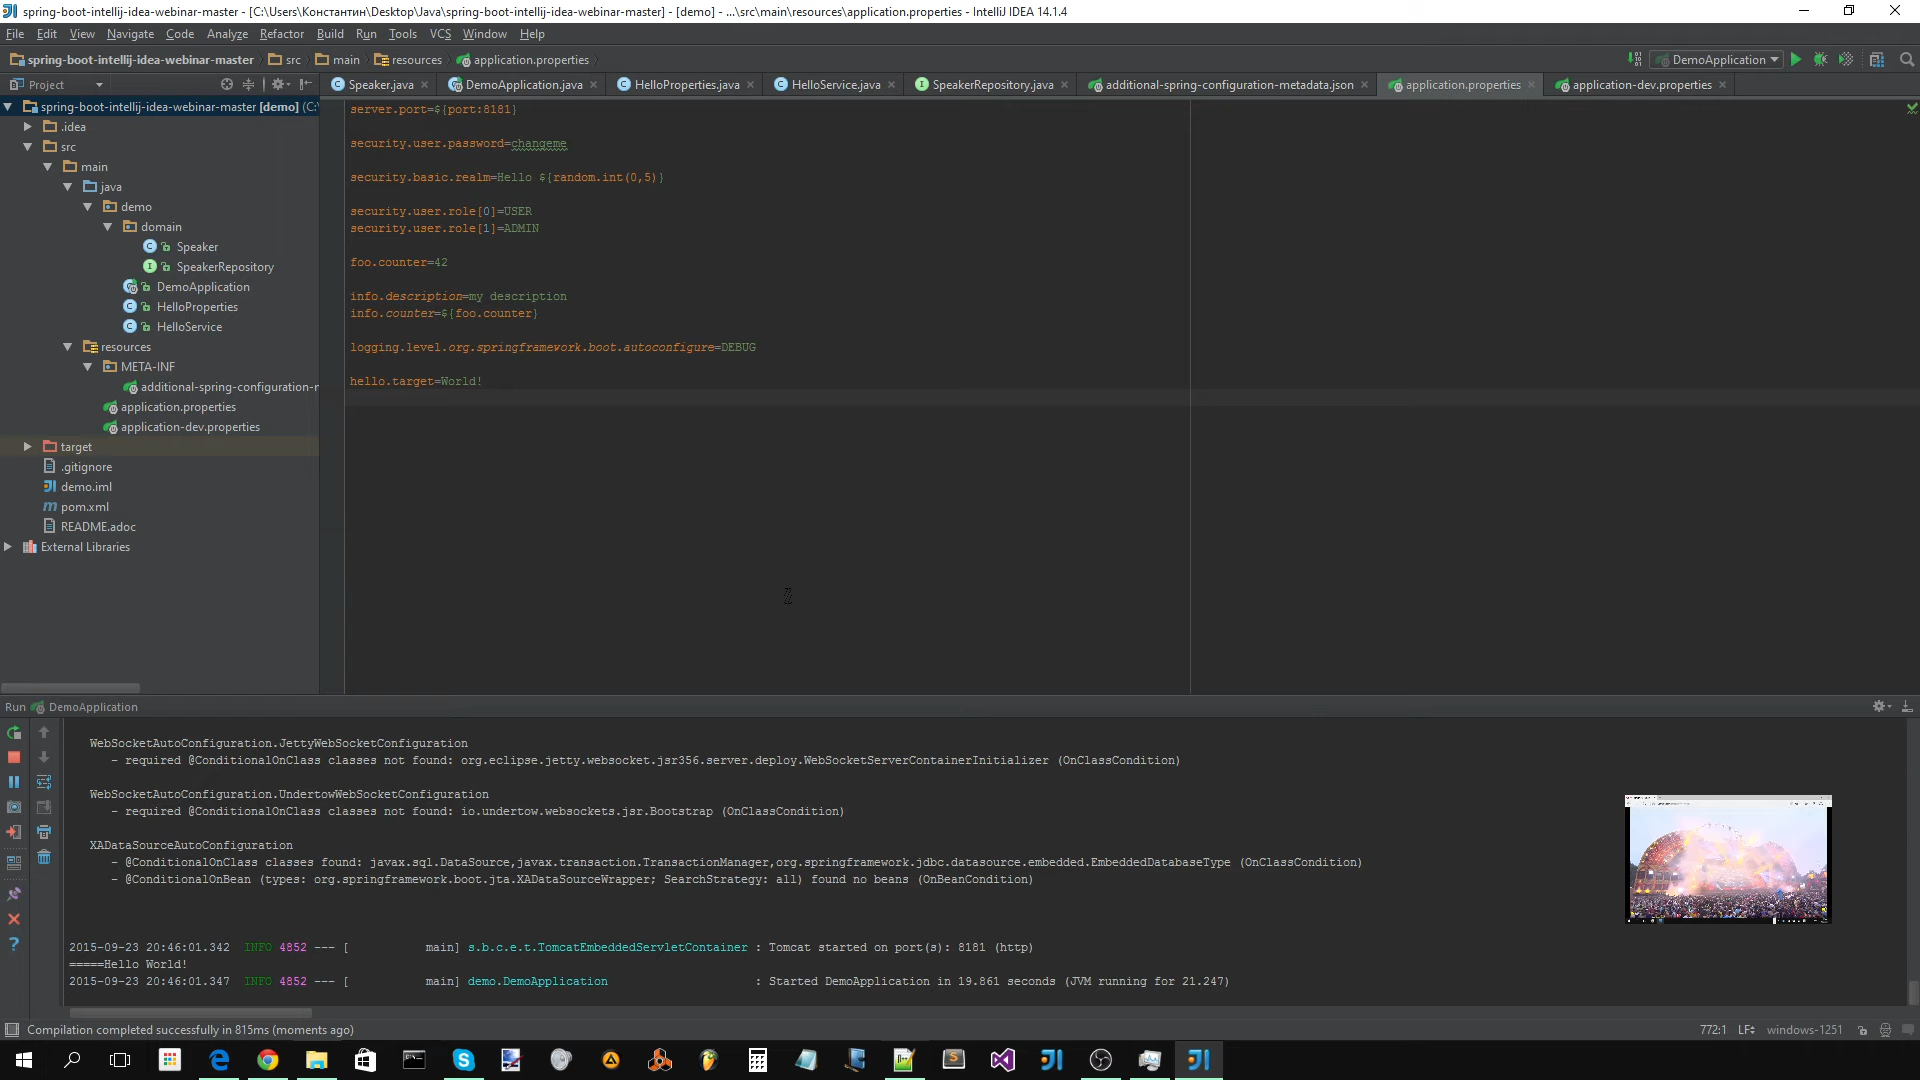 spring-boot-intellij-idea-webinar-master - [C:\Users\Константин\Desktop\Java\spring-boot-intellij-idea-webinar-master] - [demo] - ...\src\main\resources\application.properties - IntelliJ IDEA 14.1.4
File Edit View Navigate Code Analyze Refactor Build Run Tools VCS Window Help
spring-boot-intellij-idea-webinar-master src main resources application.properties DemoApplication
Project Speaker.java DemoApplication.java HelloProperties.java HelloService.java SpeakerRepository.java additional-spring-configuration-metadata.json application.properties application-dev.properties
spring-boot-intellij-idea-webinar-master [demo] (C:\
.idea
src
main
java
demo
domain
Speaker
SpeakerRepository
DemoApplication
HelloProperties
HelloService
resources
META-INF
additional-spring-configuration-m
application.properties
application-dev.properties
target
.gitignore
demo.iml
pom.xml
README.adoc
External Libraries
server.port=${port:8181}
security.user.password=changeme
security.basic.realm=Hello ${random.int(0,5)}
security.user.role[0]=USER
security.user.role[1]=ADMIN
foo.counter=42
info.description=my description
info.counter=${foo.counter}
logging.level.org.springframework.boot.autoconfigure=DEBUG
hello.target=World!
Run DemoApplication
WebSocketAutoConfiguration.JettyWebSocketConfiguration
- required @ConditionalOnClass classes not found: org.eclipse.jetty.websocket.jsr356.server.deploy.WebSocketServerContainerInitializer (OnClassCondition)
WebSocketAutoConfiguration.UndertowWebSocketConfiguration
- required @ConditionalOnClass classes not found: io.undertow.websockets.jsr.Bootstrap (OnClassCondition)
XADataSourceAutoConfiguration
- @ConditionalOnClass classes found: javax.sql.DataSource,javax.transaction.TransactionManager,org.springframework.jdbc.datasource.embedded.EmbeddedDatabaseType (OnClassCondition)
- @ConditionalOnBean (types: org.springframework.boot.jta.XADataSourceWrapper; SearchStrategy: all) found no beans (OnBeanCondition)
2015-09-23 20:46:01.342 INFO 4852 --- [ main] s.b.c.e.t.TomcatEmbeddedServletContainer : Tomcat started on port(s): 8181 (http)
=====Hello World!
2015-09-23 20:46:01.347 INFO 4852 --- [ main] demo.DemoApplication : Started DemoApplication in 19.861 seconds (JVM running for 21.247)
Compilation completed successfully in 815ms (moments ago) 772:1 LF÷ windows-1251